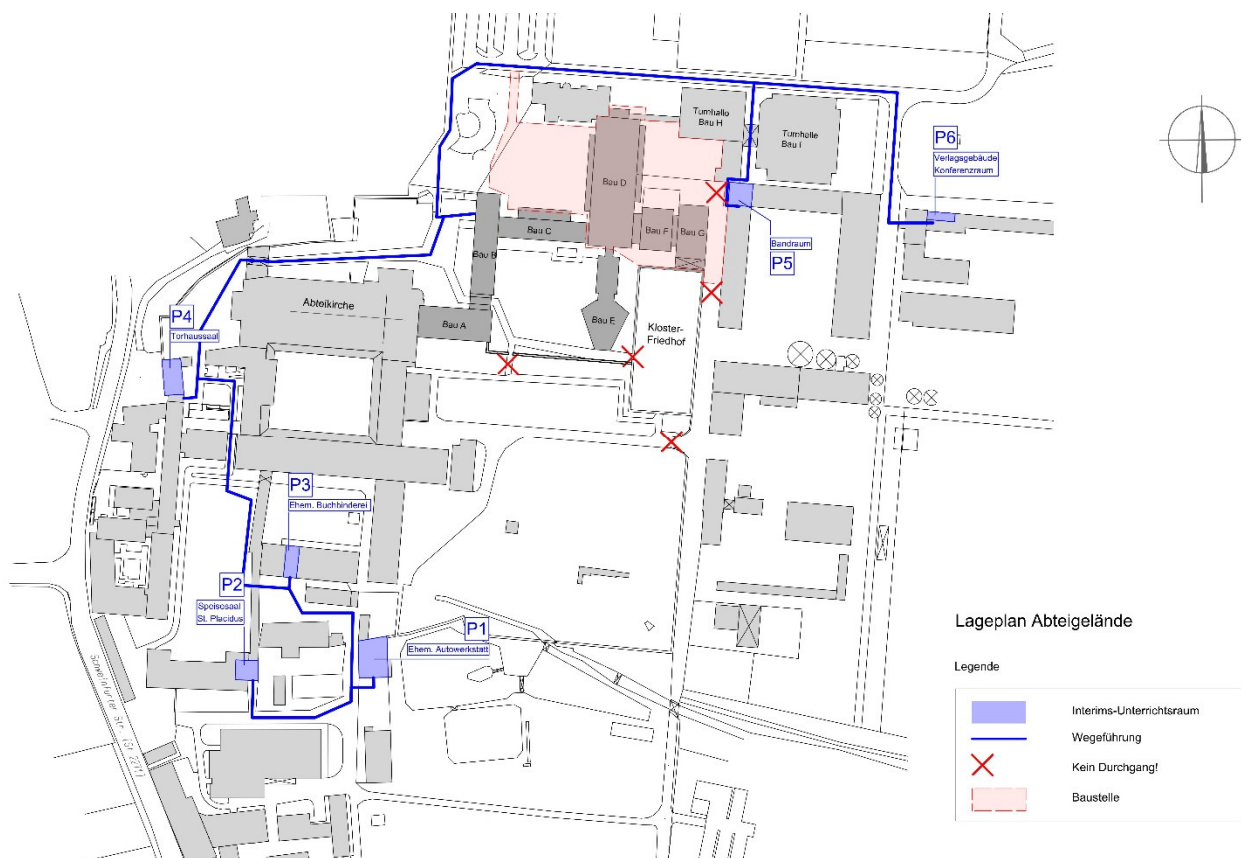 P6
Verlagsgebäude
Konferenzraum
Turnhalle
Bau H
Turnhalle
Bau I
Bau D
Bandraum
P5
Bau C
Bau F
Bau G
Bau B
Abteikirche
Bau A
Bau E
Kloster-
Friedhof
P4
Torhaussaal
P3
Ehem. Buchbinderei
P2
Speisesaal
St. Placidus
P1
Ehem. Autowerkstatt
Schweinfurter Str. (St 2271)
Lageplan Abteigelände
Legende
Interims-Unterrichtsraum
Wegeführung
Kein Durchgang!
Baustelle